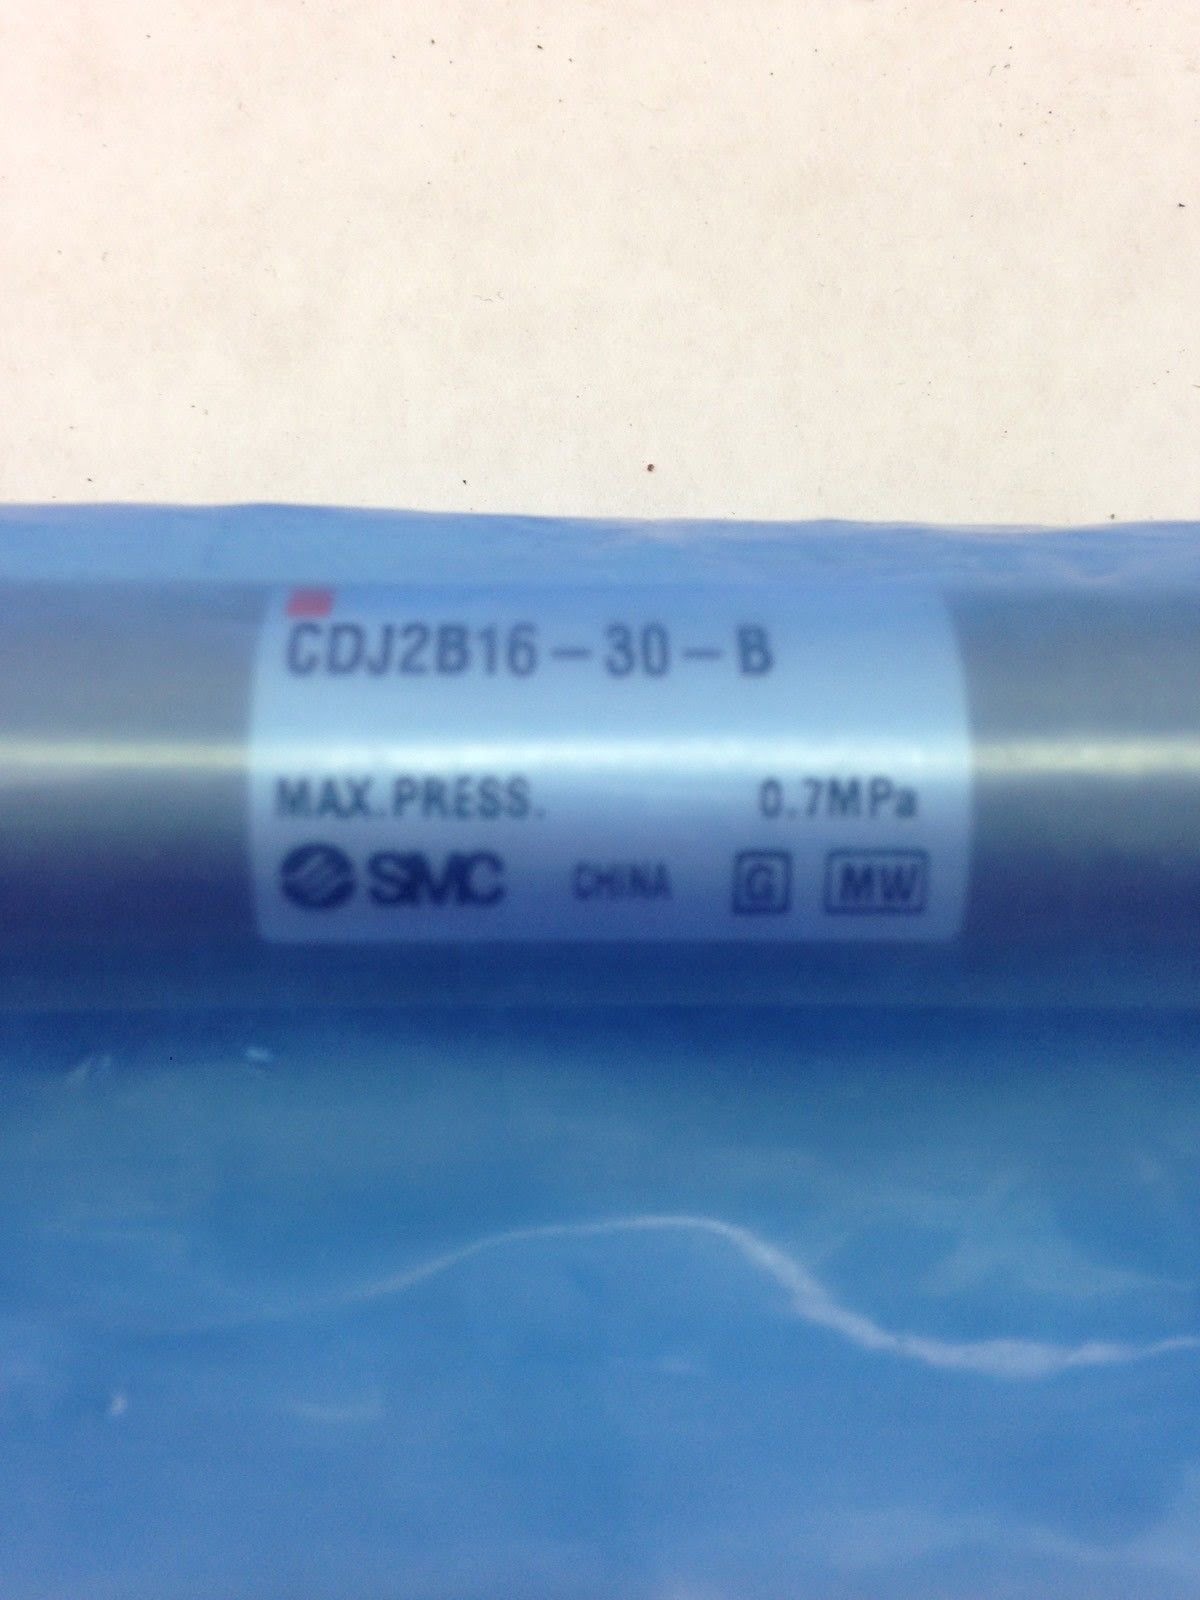 CDJ2B16-30-B
MAX.PRESS. 0.7MPa
SMC CHINA G MW